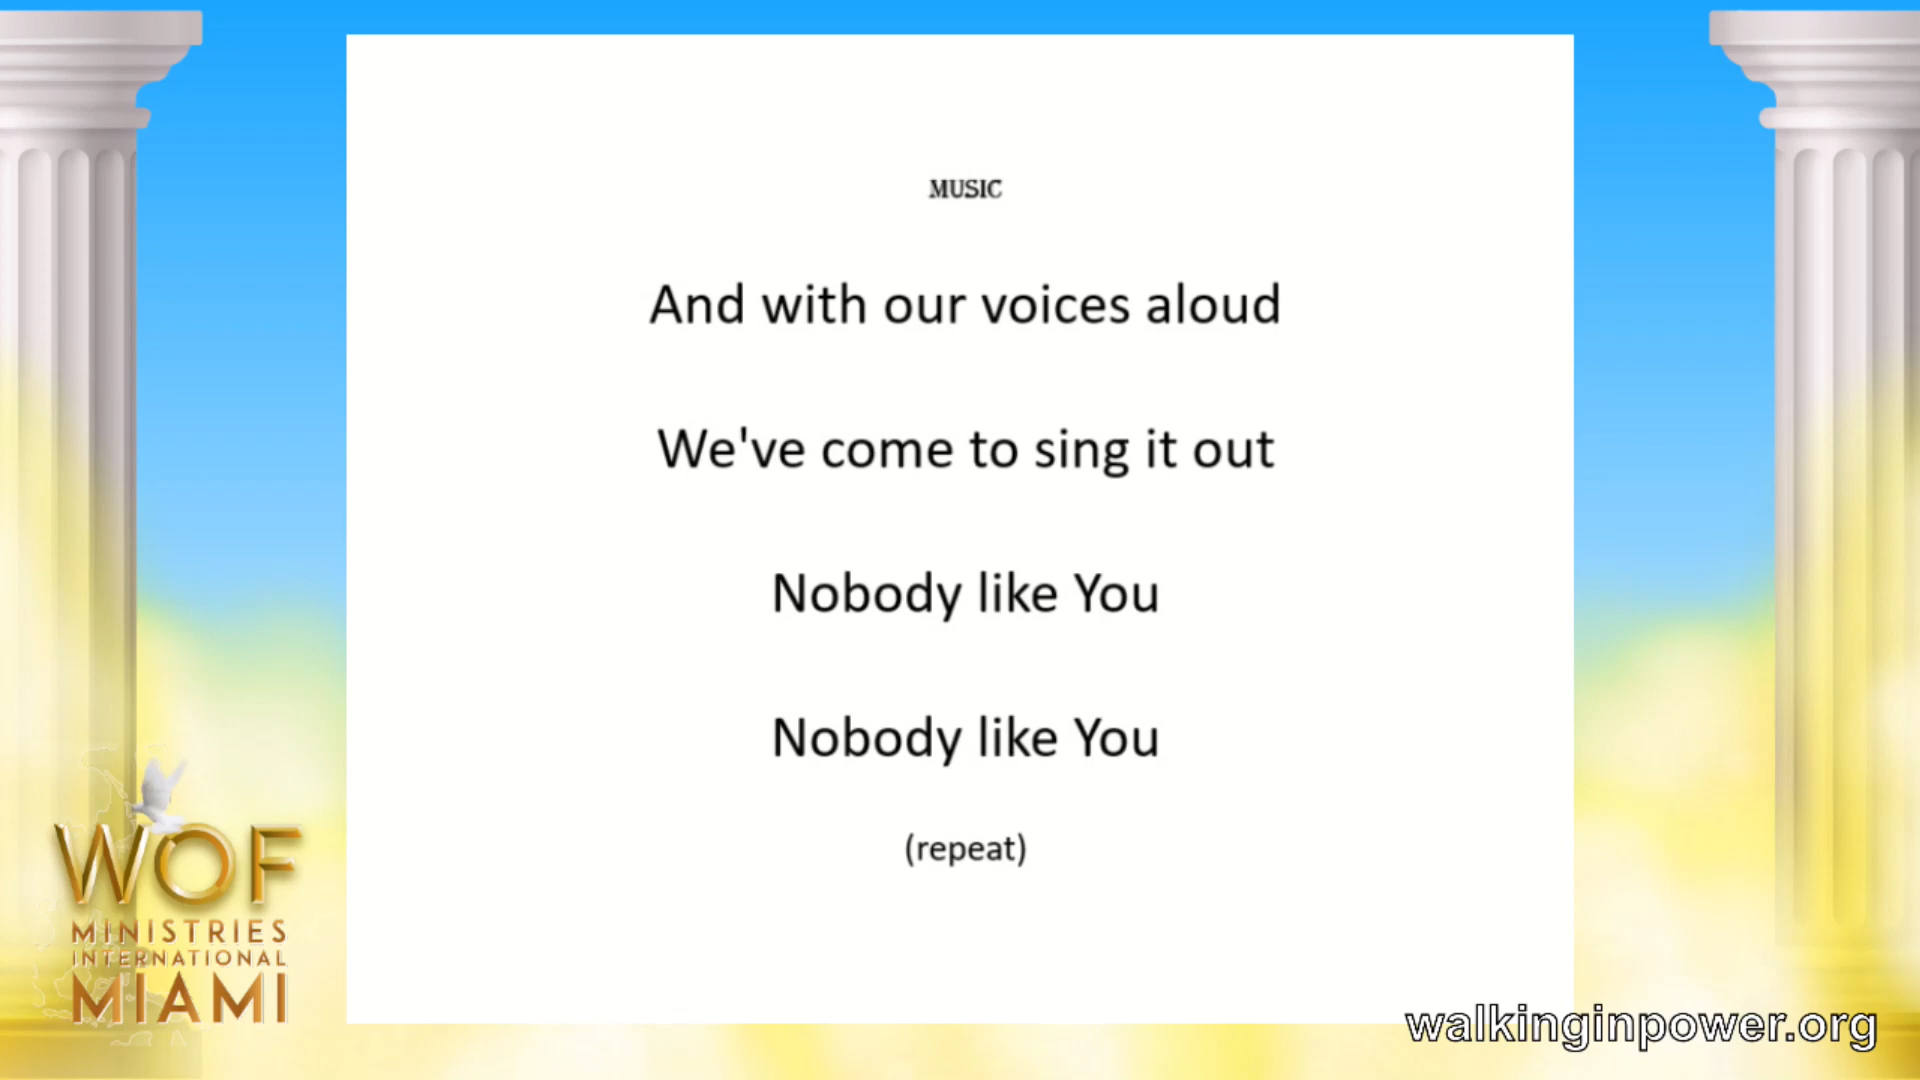 MUSIC
And with our voices aloud
We've come to sing it out
Nobody like You
Nobody like You
(repeat)
WOF
MINISTRIES
INTERNATIONAL
MIAMI
walkinginpower.org